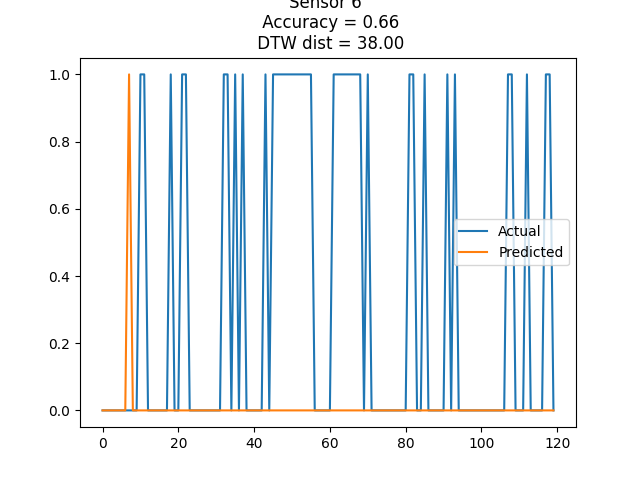 Sensor 6
Accuracy = 0.66
DTW dist = 38.00
1.0
0.8
0.6
0.4
0.2
0.0
Actual
Predicted
0 20 40 60 80 100 120